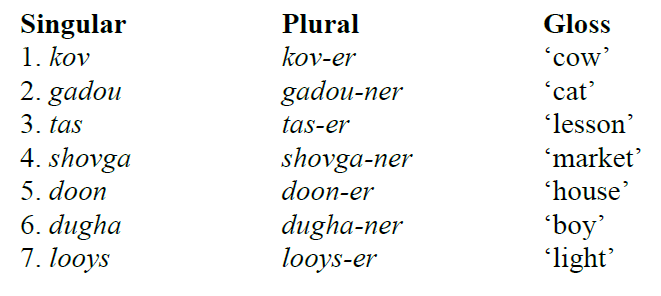 Singular Plural Gloss
1. kov kov-er ‘cow’
2. gadou gadou-ner ‘cat’
3. tas tas-er ‘lesson’
4. shovga shovga-ner ‘market’
5. doon doon-er ‘house’
6. dugha dugha-ner ‘boy’
7. looys looys-er ‘light’